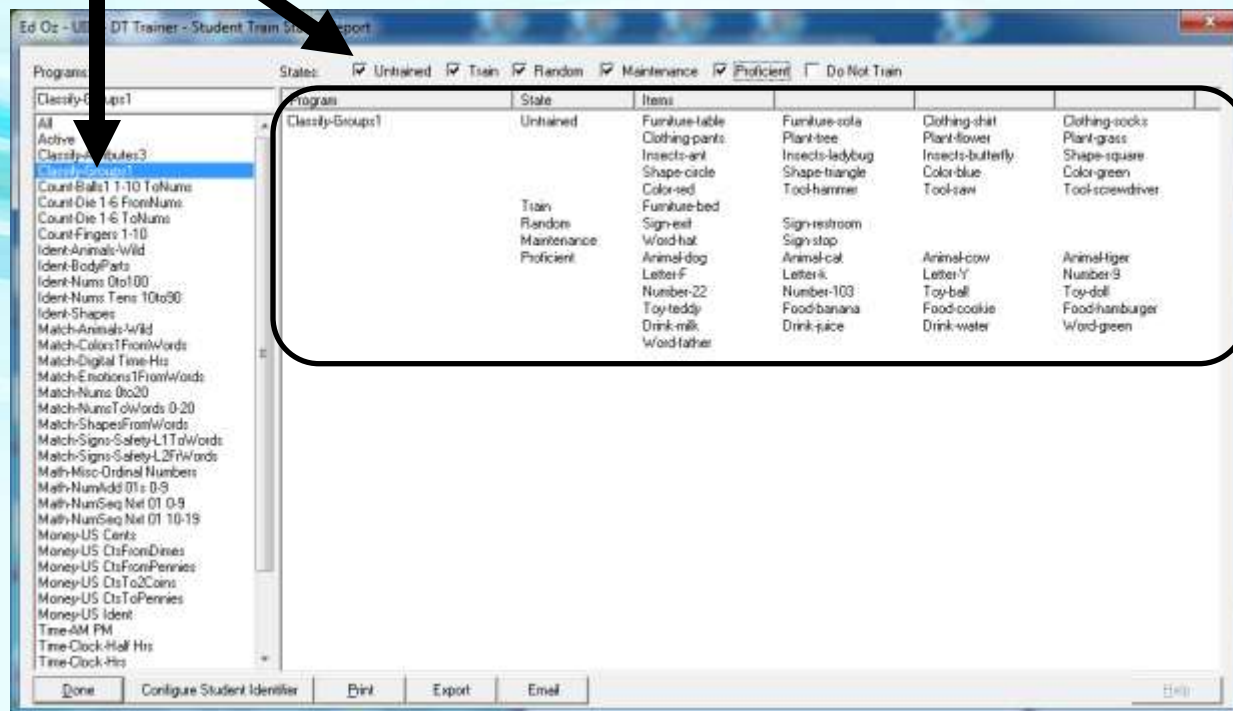 Ed Oz - DT Trainer - Student Train
Programs: States: Untrained Train Random Maintenance Proficient Do Not Train
Program State Items
All
Active
Classify-Groups1
Count-Balls1 1-10 ToNums
Count-Die 1-6 FromNums
Count-Die 1-6 ToNums
Count-Fingers 1-10
Ident-Animals-Wild
Ident-BodyParts
Ident-Nums 0to100
Ident-Nums Tens 10to90
Ident-Shapes
Match-Animals-Wild
Match-Colors1FromWords
Match-Digital Time-Hrs
Match-Emotions1FromWords
Match-Nums 0to20
Match-NumsToWords 0-20
Match-ShapesFromWords
Match-Signs-Safety-L1ToWords
Match-Signs-Safety-L2FrWords
Math-Misc-Ordinal Numbers
Math-NumAdd 01s 0-9
Math-NumSeq Nxt 01 0-9
Math-NumSeq Nxt 01 10-19
Money-US Cents
Money-US CtsFromDimes
Money-US CtsFromPennies
Money-US CtsTo2Coins
Money-US CtsToPennies
Money-US Ident
Time-AM PM
Time-Clock-Half Hrs
Time-Clock-Hrs
Classify-Groups1 Untrained Furniture-table Furniture-sofa Clothing-shirt Clothing-socks
Clothing-pants Plant-tree Plant-flower Plant-grass
Insects-ant Insects-ladybug Insects-butterfly Shape-square
Shape-circle Shape-triangle Color-blue Color-green
Color-red Tool-hammer Tool-saw Tool-screwdriver
Train Furniture-bed
Random Sign-exit Sign-restroom
Maintenance Word-hat Sign-stop
Proficient Animal-dog Animal-cat Animal-cow Animal-tiger
Letter-F Letter-k Letter-Y Number-9
Number-22 Number-103 Toy-ball Toy-doll
Toy-teddy Food-banana Food-cookie Food-hamburger
Drink-milk Drink-juice Drink-water Word-green
Word-father
Done Configure Student Identifier Print Export Email Help